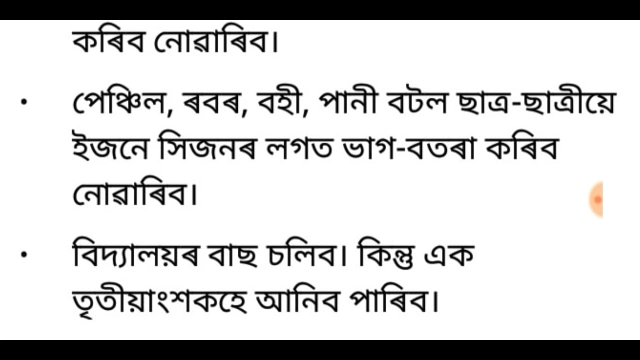 কৰিব নোৱাৰিব।
• পেঞ্চিল, ৰবৰ, বহী, পানী বটল ছাত্ৰ-ছাত্ৰীয়ে
ইজনে সিজনৰ লগত ভাগ-বতৰা কৰিব
নোৱাৰিব।
• বিদ্যালয়ৰ বাছ চলিব। কিন্তু এক
তৃতীয়াংশকহে আনিব পাৰিব।